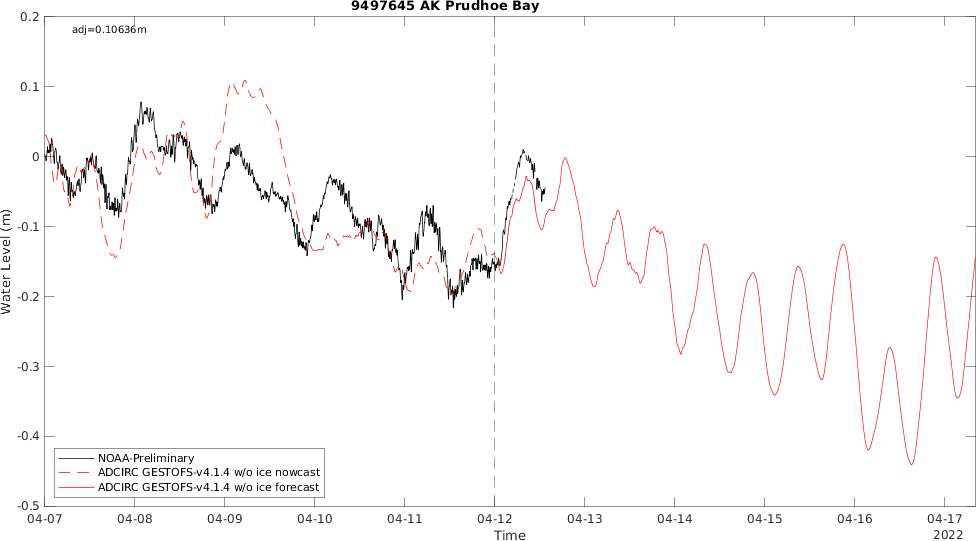 9497645 AK Prudhoe Bay
adj=0.10636m
0.2
0.1
0
-0.1
-0.2
-0.3
-0.4
-0.5
Water Level (m)
NOAA-Preliminary
ADCIRC GESTOFS-v4.1.4 w/o ice nowcast
ADCIRC GESTOFS-v4.1.4 w/o ice forecast
04-07 04-08 04-09 04-10 04-11 04-12 04-13 04-14 04-15 04-16 04-17
Time
2022